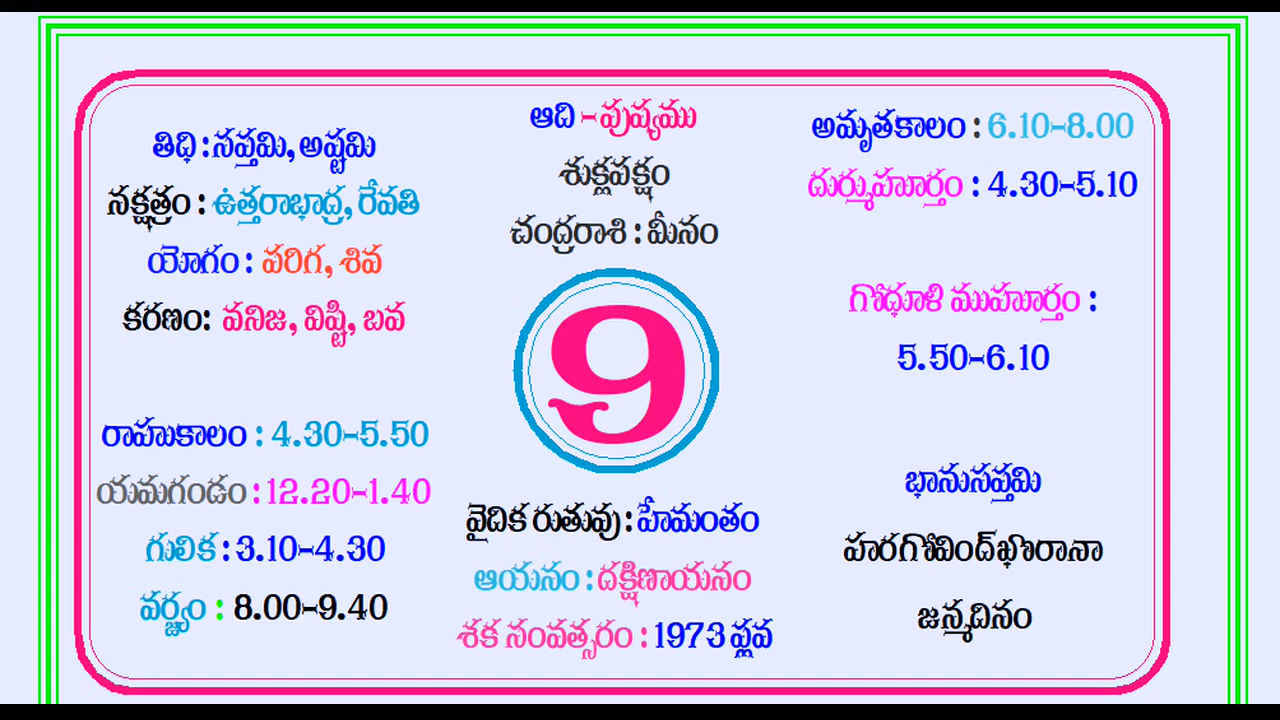 తిధి : సప్తమి, అష్టమి
నక్షత్రం : ఉత్తరాభాద్ర, రేవతి
యోగం : వరిగ, శివ
కరణం: వనిజ, విష్టి, బవ
రాహుకాలం : 4.30-5.50
యమగండం : 12.20-1.40
గులిక : 3.10-4.30
వర్జ్యం : 8.00-9.40
ఆది - పుష్యము
శుక్లపక్షం
చంద్రరాశి : మీనం
9
వైదిక రుతువు : హేమంతం
ఆయనం : దక్షిణాయనం
శక సంవత్సరం : 1973 ప్లవ
అమృతకాలం : 6.10-8.00
దుర్ముహూర్తం : 4.30-5.10
గోధూళి ముహూర్తం :
5.50-6.10
భానుసప్తమి
హరగోవింద్ ఖొరానా
జన్మదినం